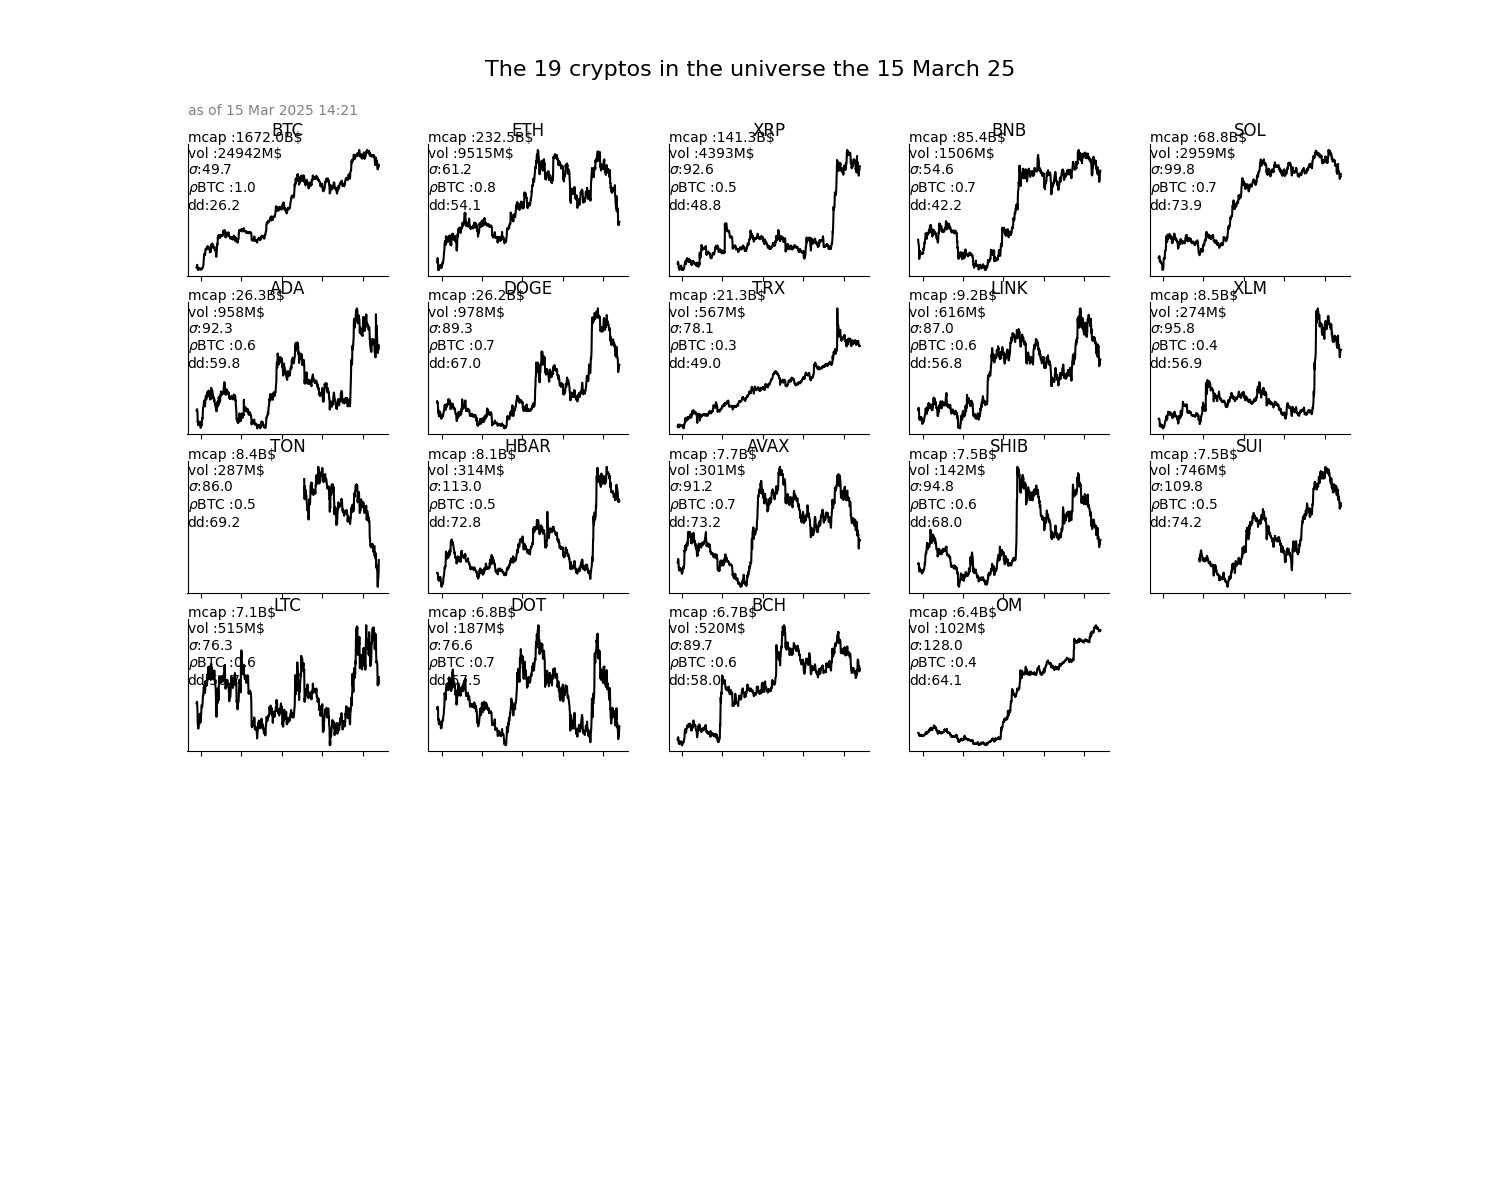 The 19 cryptos in the universe the 15 March 25
as of 15 Mar 2025 14:21
BTC
mcap :1672.0B$
vol :24942M$
σ:49.7
ρBTC :1.0
dd:26.2
ETH
mcap :232.5B$
vol :9515M$
σ:61.2
ρBTC :0.8
dd:54.1
XRP
mcap :141.3B$
vol :4393M$
σ:92.6
ρBTC :0.5
dd:48.8
BNB
mcap :85.4B$
vol :1506M$
σ:54.6
ρBTC :0.7
dd:42.2
SOL
mcap :68.8B$
vol :2959M$
σ:99.8
ρBTC :0.7
dd:73.9
ADA
mcap :26.3B$
vol :958M$
σ:92.3
ρBTC :0.6
dd:59.8
DOGE
mcap :26.2B$
vol :978M$
σ:89.3
ρBTC :0.7
dd:67.0
TRX
mcap :21.3B$
vol :567M$
σ:78.1
ρBTC :0.3
dd:49.0
LINK
mcap :9.2B$
vol :616M$
σ:87.0
ρBTC :0.6
dd:56.8
XLM
mcap :8.5B$
vol :274M$
σ:95.8
ρBTC :0.4
dd:56.9
TON
mcap :8.4B$
vol :287M$
σ:86.0
ρBTC :0.5
dd:69.2
HBAR
mcap :8.1B$
vol :314M$
σ:113.0
ρBTC :0.5
dd:72.8
AVAX
mcap :7.7B$
vol :301M$
σ:91.2
ρBTC :0.7
dd:73.2
SHIB
mcap :7.5B$
vol :142M$
σ:94.8
ρBTC :0.6
dd:68.0
SUI
mcap :7.5B$
vol :746M$
σ:109.8
ρBTC :0.5
dd:74.2
LTC
mcap :7.1B$
vol :515M$
σ:76.3
ρBTC :0.6
DOT
mcap :6.8B$
vol :187M$
σ:76.6
ρBTC :0.7
dd:67.5
BCH
mcap :6.7B$
vol :520M$
σ:89.7
ρBTC :0.6
dd:58.0
OM
mcap :6.4B$
vol :102M$
σ:128.0
ρBTC :0.4
dd:64.1